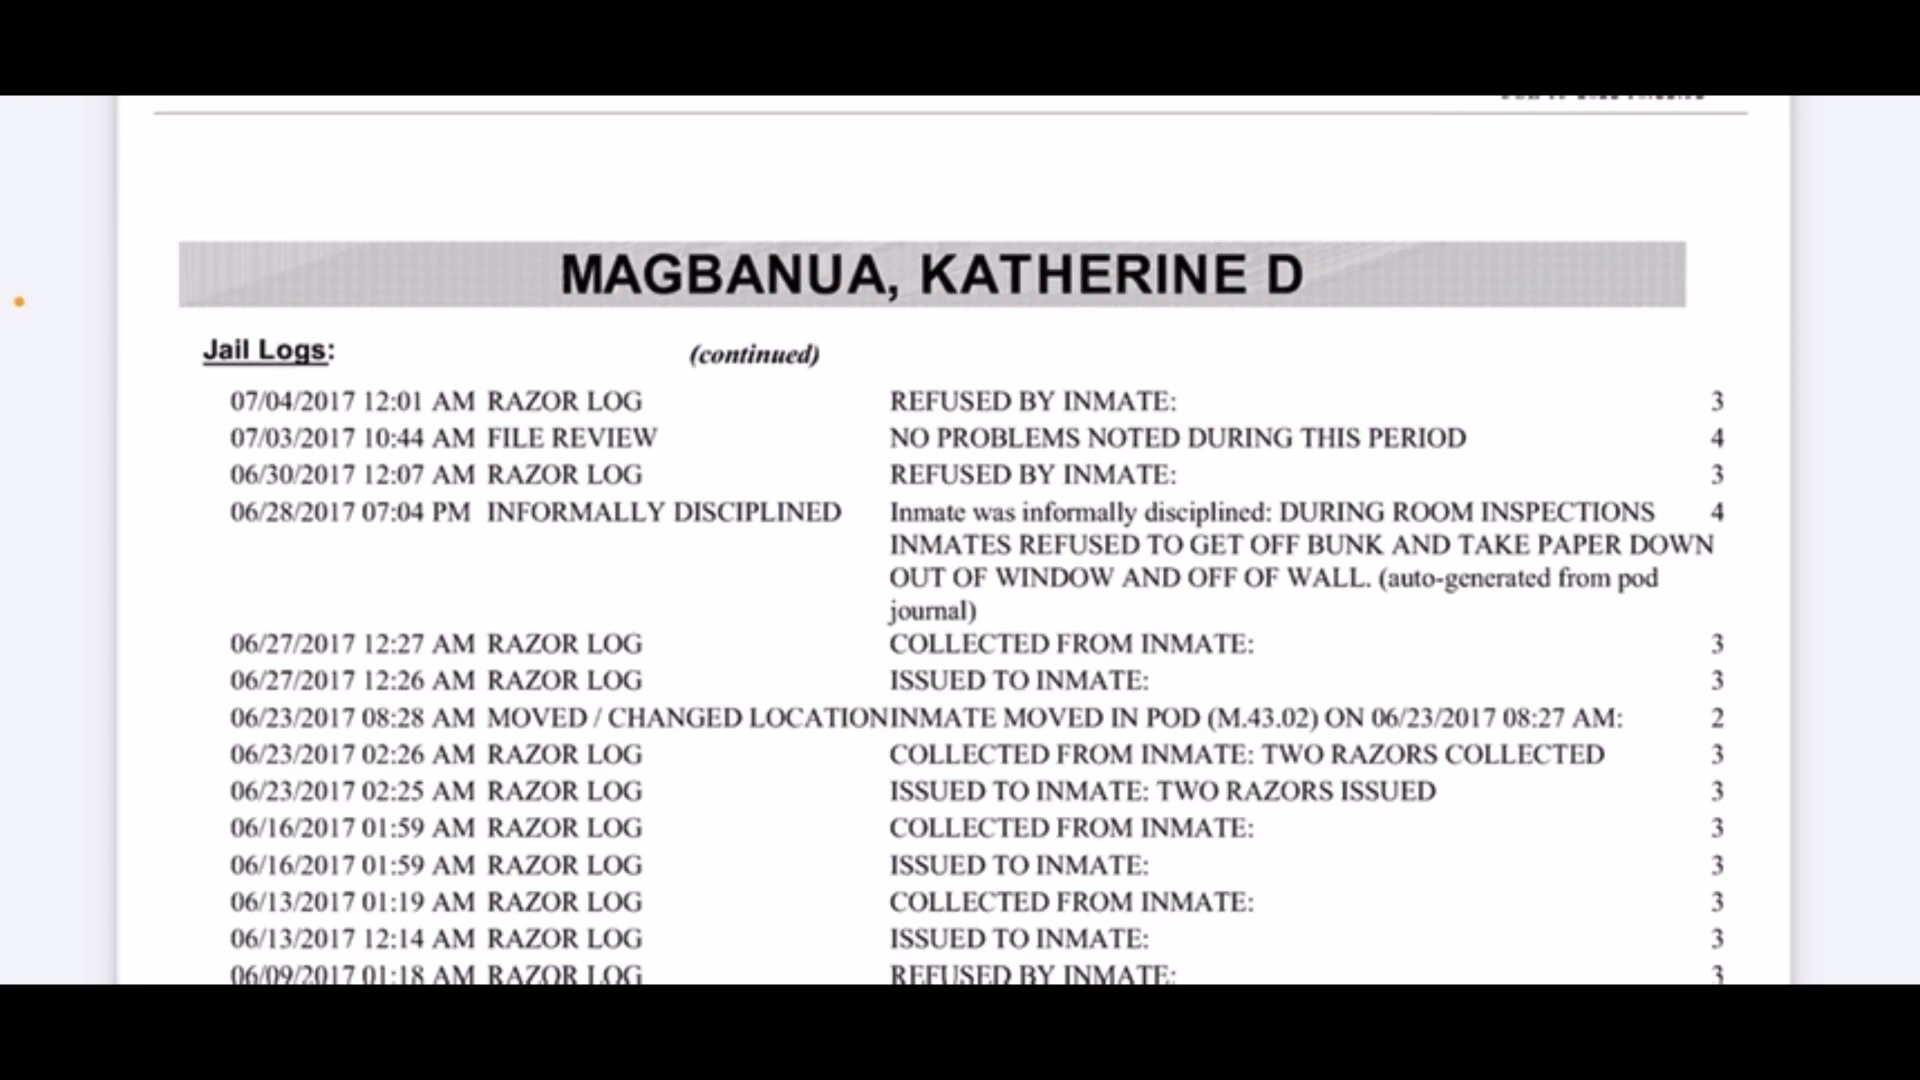 MAGBANUA, KATHERINE D
Jail Logs: (continued)
07/04/2017 12:01 AM RAZOR LOG REFUSED BY INMATE: 3
07/03/2017 10:44 AM FILE REVIEW NO PROBLEMS NOTED DURING THIS PERIOD 4
06/30/2017 12:07 AM RAZOR LOG REFUSED BY INMATE: 3
06/28/2017 07:04 PM INFORMALLY DISCIPLINED Inmate was informally disciplined: DURING ROOM INSPECTIONS 4
INMATES REFUSED TO GET OFF BUNK AND TAKE PAPER DOWN
OUT OF WINDOW AND OFF OF WALL. (auto-generated from pod
journal)
06/27/2017 12:27 AM RAZOR LOG COLLECTED FROM INMATE: 3
06/27/2017 12:26 AM RAZOR LOG ISSUED TO INMATE: 3
06/23/2017 08:28 AM MOVED / CHANGED LOCATION INMATE MOVED IN POD (M.43.02) ON 06/23/2017 08:27 AM: 2
06/23/2017 02:26 AM RAZOR LOG COLLECTED FROM INMATE: TWO RAZORS COLLECTED 3
06/23/2017 02:25 AM RAZOR LOG ISSUED TO INMATE: TWO RAZORS ISSUED 3
06/16/2017 01:59 AM RAZOR LOG COLLECTED FROM INMATE: 3
06/16/2017 01:59 AM RAZOR LOG ISSUED TO INMATE: 3
06/13/2017 01:19 AM RAZOR LOG COLLECTED FROM INMATE: 3
06/13/2017 12:14 AM RAZOR LOG ISSUED TO INMATE: 3
06/09/2017 01:18 AM RAZOR LOG REFUSED BY INMATE: 3